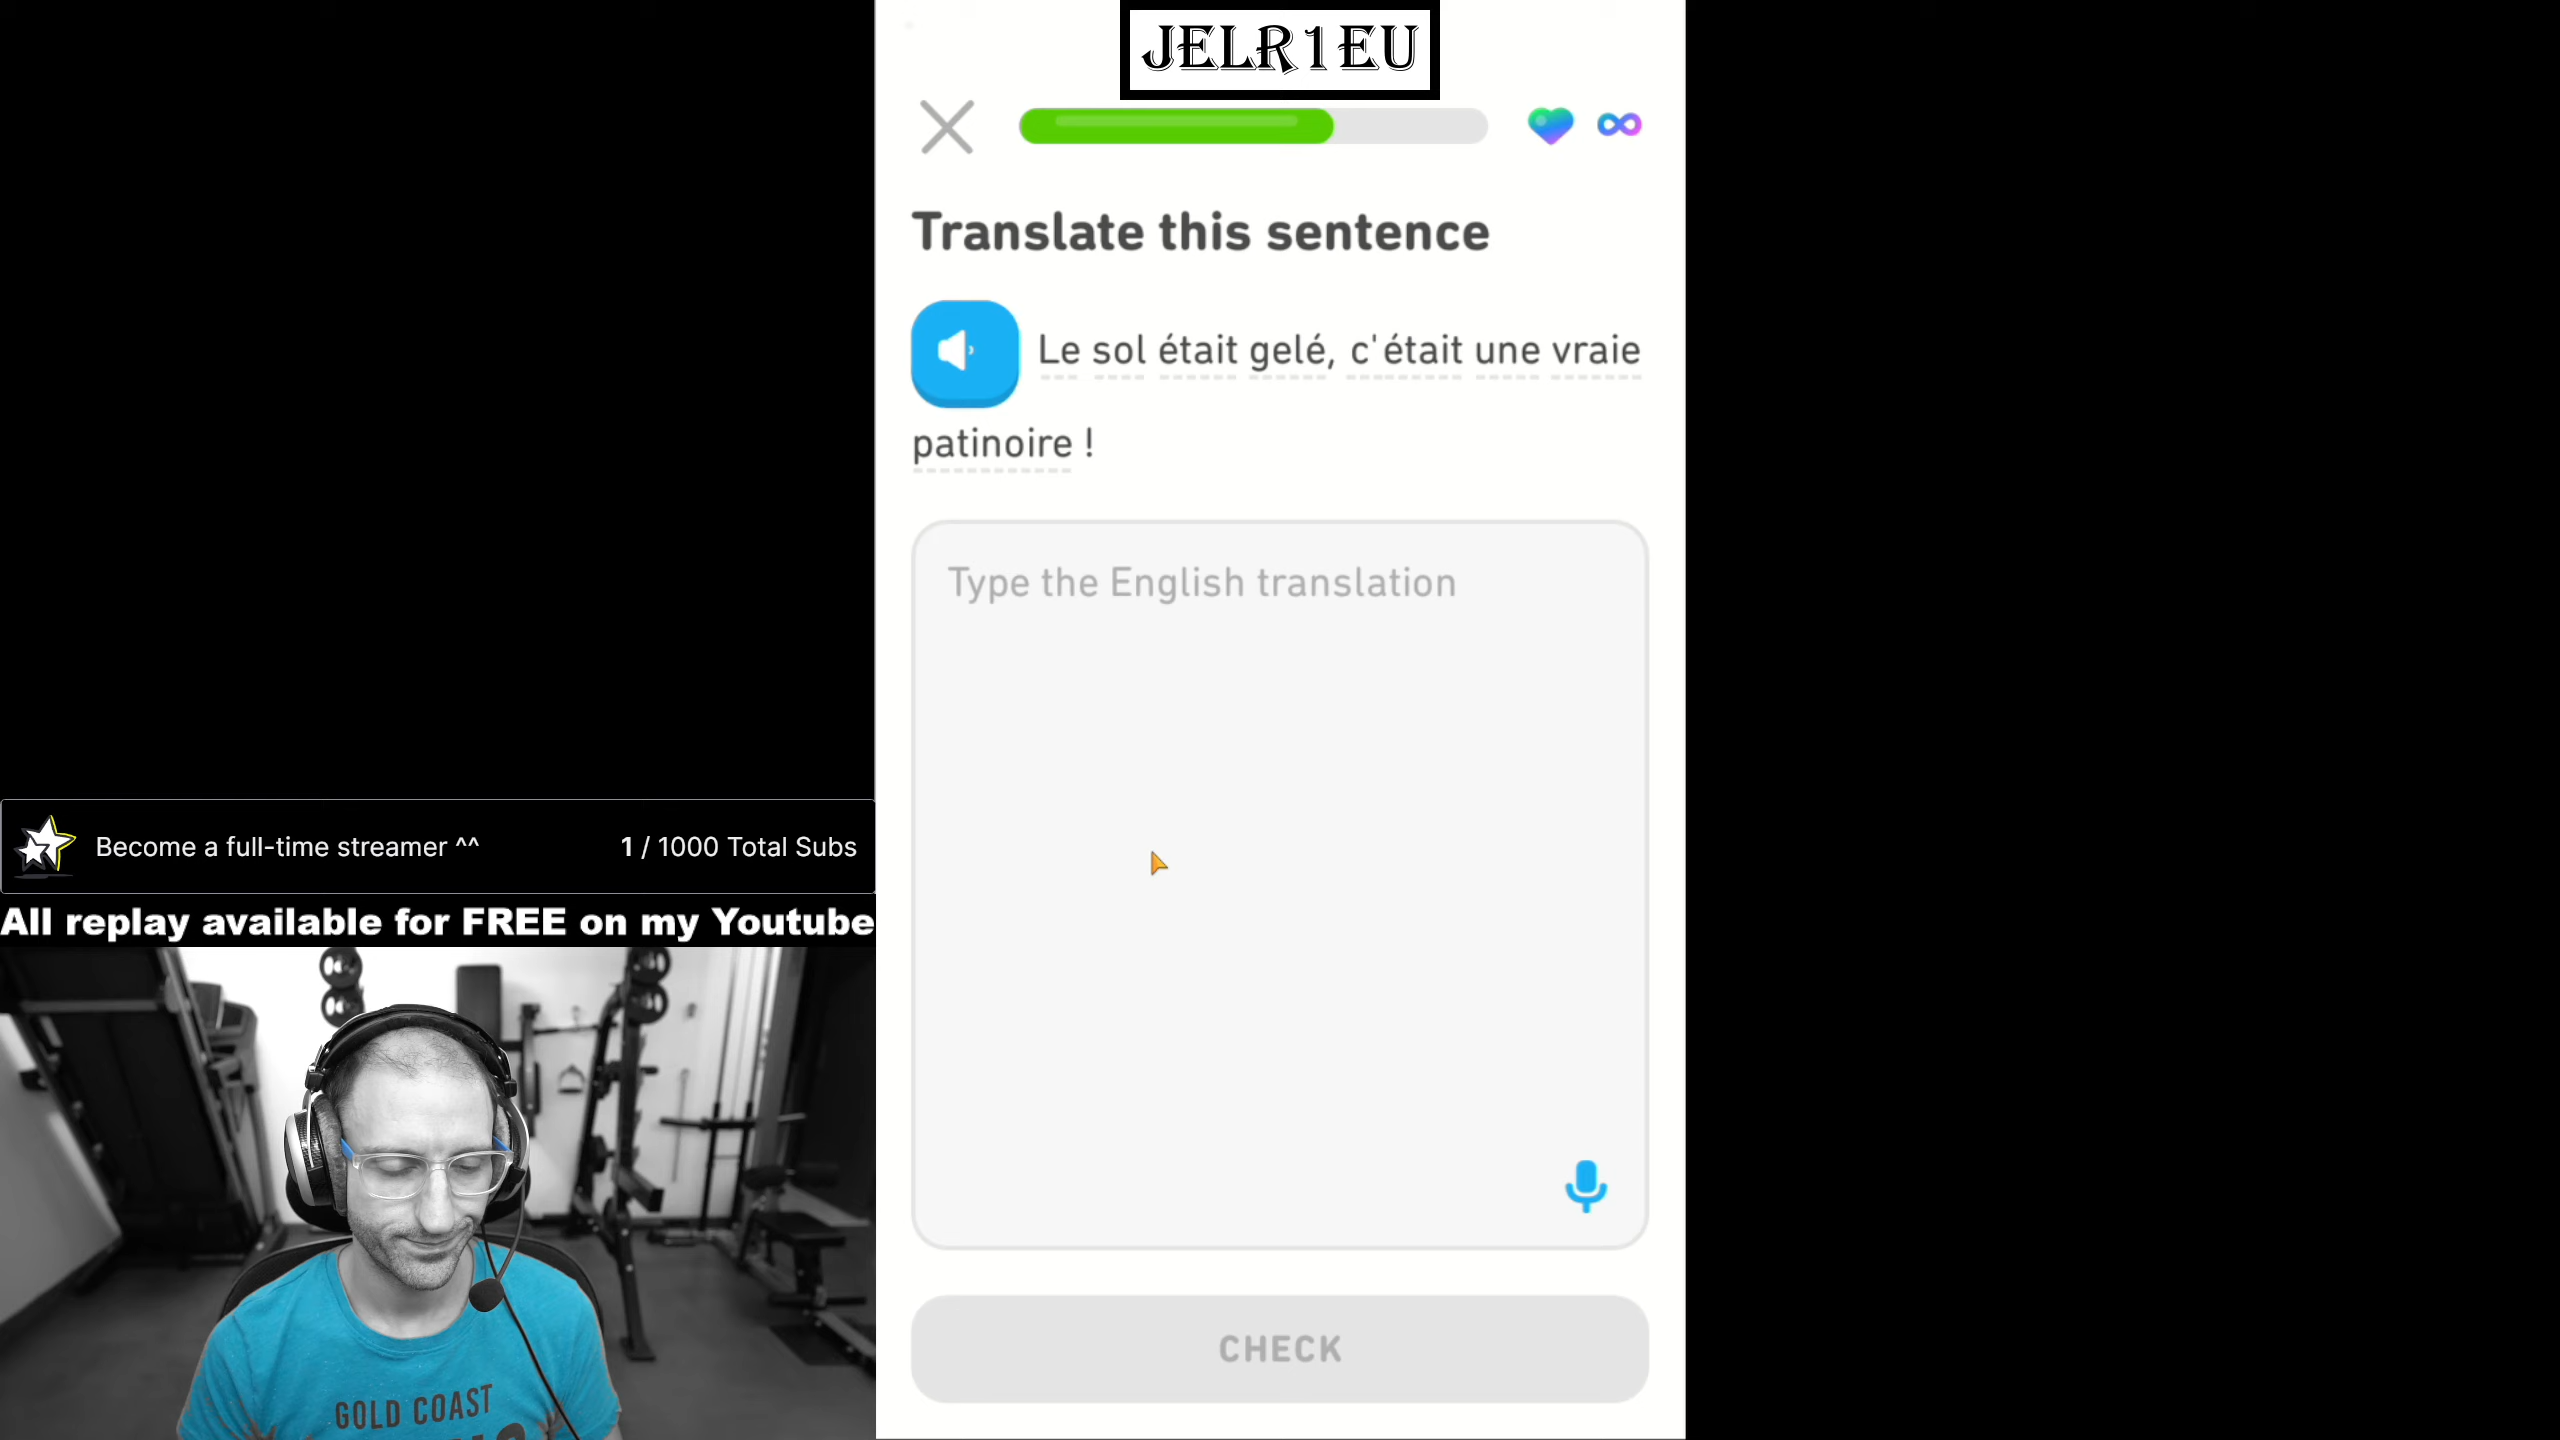 JELR1EU
Translate this sentence
Le sol était gelé, c'était une vraie
patinoire !
Type the English translation
CHECK
Become a full-time streamer ^^ 1 / 1000 Total Subs
All replay available for FREE on my Youtube
GOLD COAST